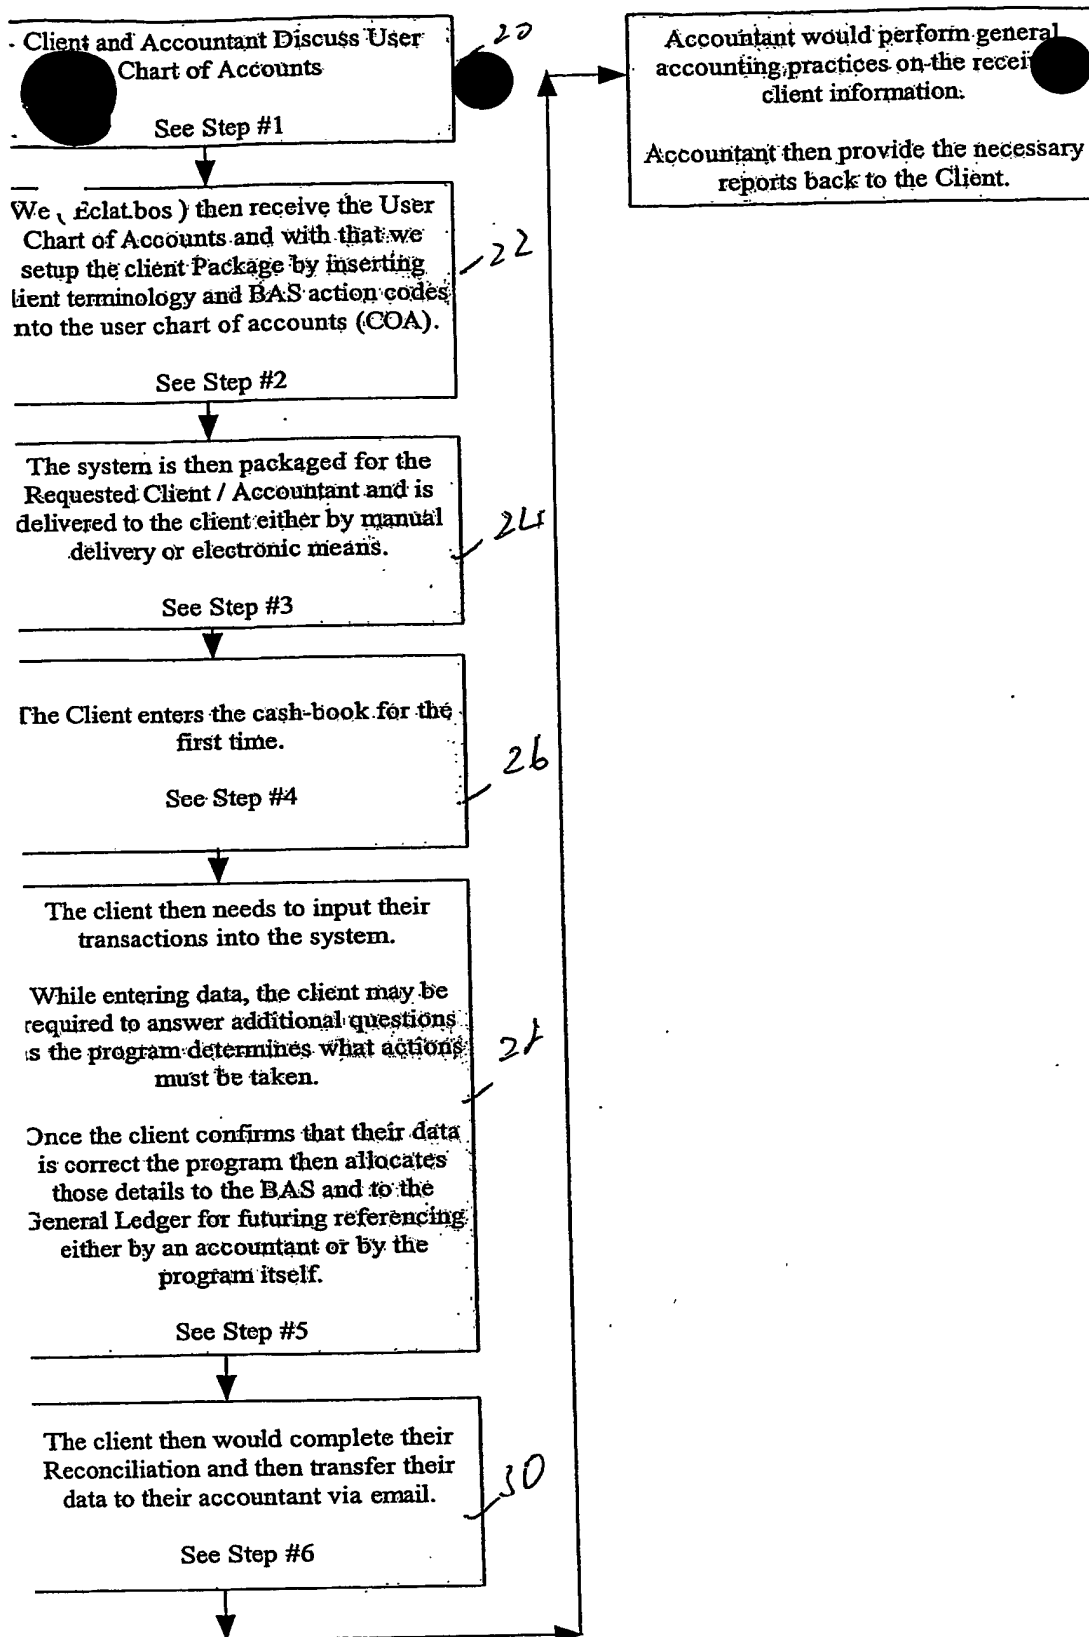 Client and Accountant Discuss User
Chart of Accounts
See Step #1
20
We ( Eclat.bos ) then receive the User
Chart of Accounts and with that we
setup the client Package by inserting
lient terminology and BAS action codes
nto the user chart of accounts (COA).
See Step #2
22
The system is then packaged for the
Requested Client / Accountant and is
delivered to the client either by manual
delivery or electronic means.
See Step #3
24
The Client enters the cash-book for the
first time.
See Step #4
26
The client then needs to input their
transactions into the system.
While entering data, the client may be
required to answer additional questions
s the program determines what actions
must be taken.
Once the client confirms that their data
is correct the program then allocates
those details to the BAS and to the
General Ledger for futuring referencing
either by an accountant or by the
program itself.
See Step #5
The client then would complete their
Reconciliation and then transfer their
data to their accountant via email.
See Step #6
30
Accountant would perform general
accounting practices on the recei
client information.
Accountant then provide the necessary
reports back to the Client.